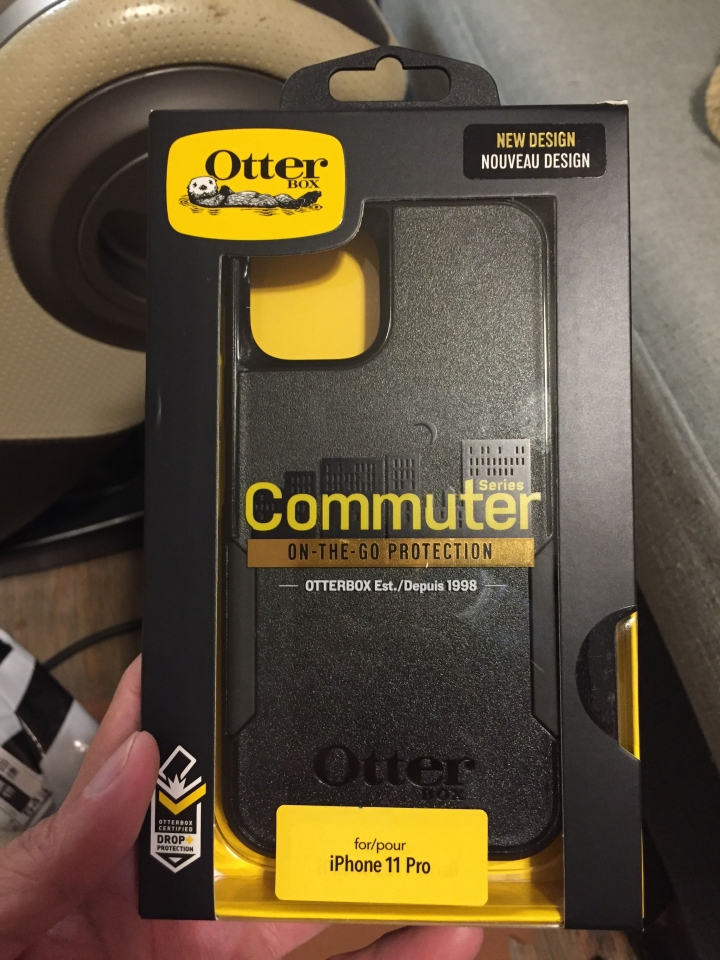 Otter
BOX
NEW DESIGN
NOUVEAU DESIGN
Series
Commuter
ON-THE-GO PROTECTION
OTTERBOX Est./Depuis 1998
Otter
BOX
OTTERBOX
CERTIFIED
DROP+
PROTECTION
for/pour
iPhone 11 Pro